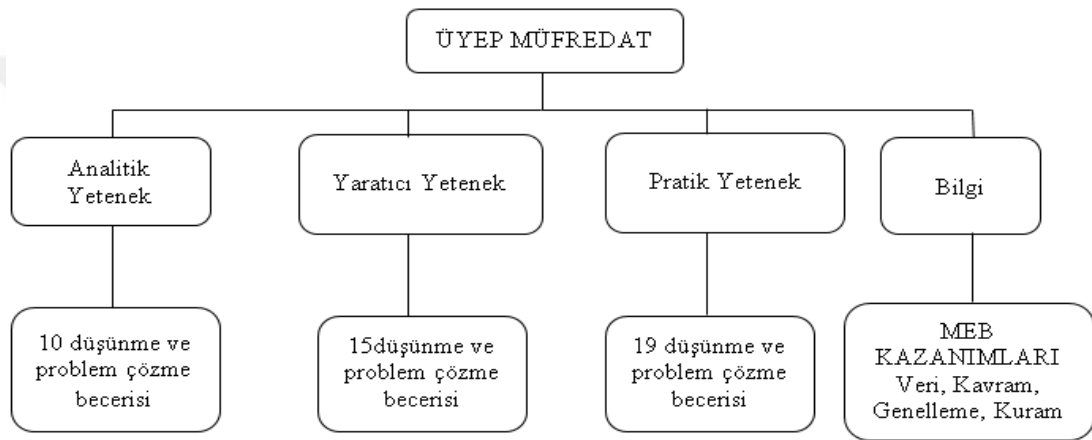 ÜYEP MÜFREDAT
Analitik
Yetenek
Yaratıcı Yetenek
Pratik Yetenek
Bilgi
10 düşünme ve
problem çözme
becerisi
15düşünme ve
problem çözme
becerisi
19 düşünme ve
problem çözme
becerisi
MEB
KAZANIMLARI
Veri, Kavram,
Genelleme, Kuram